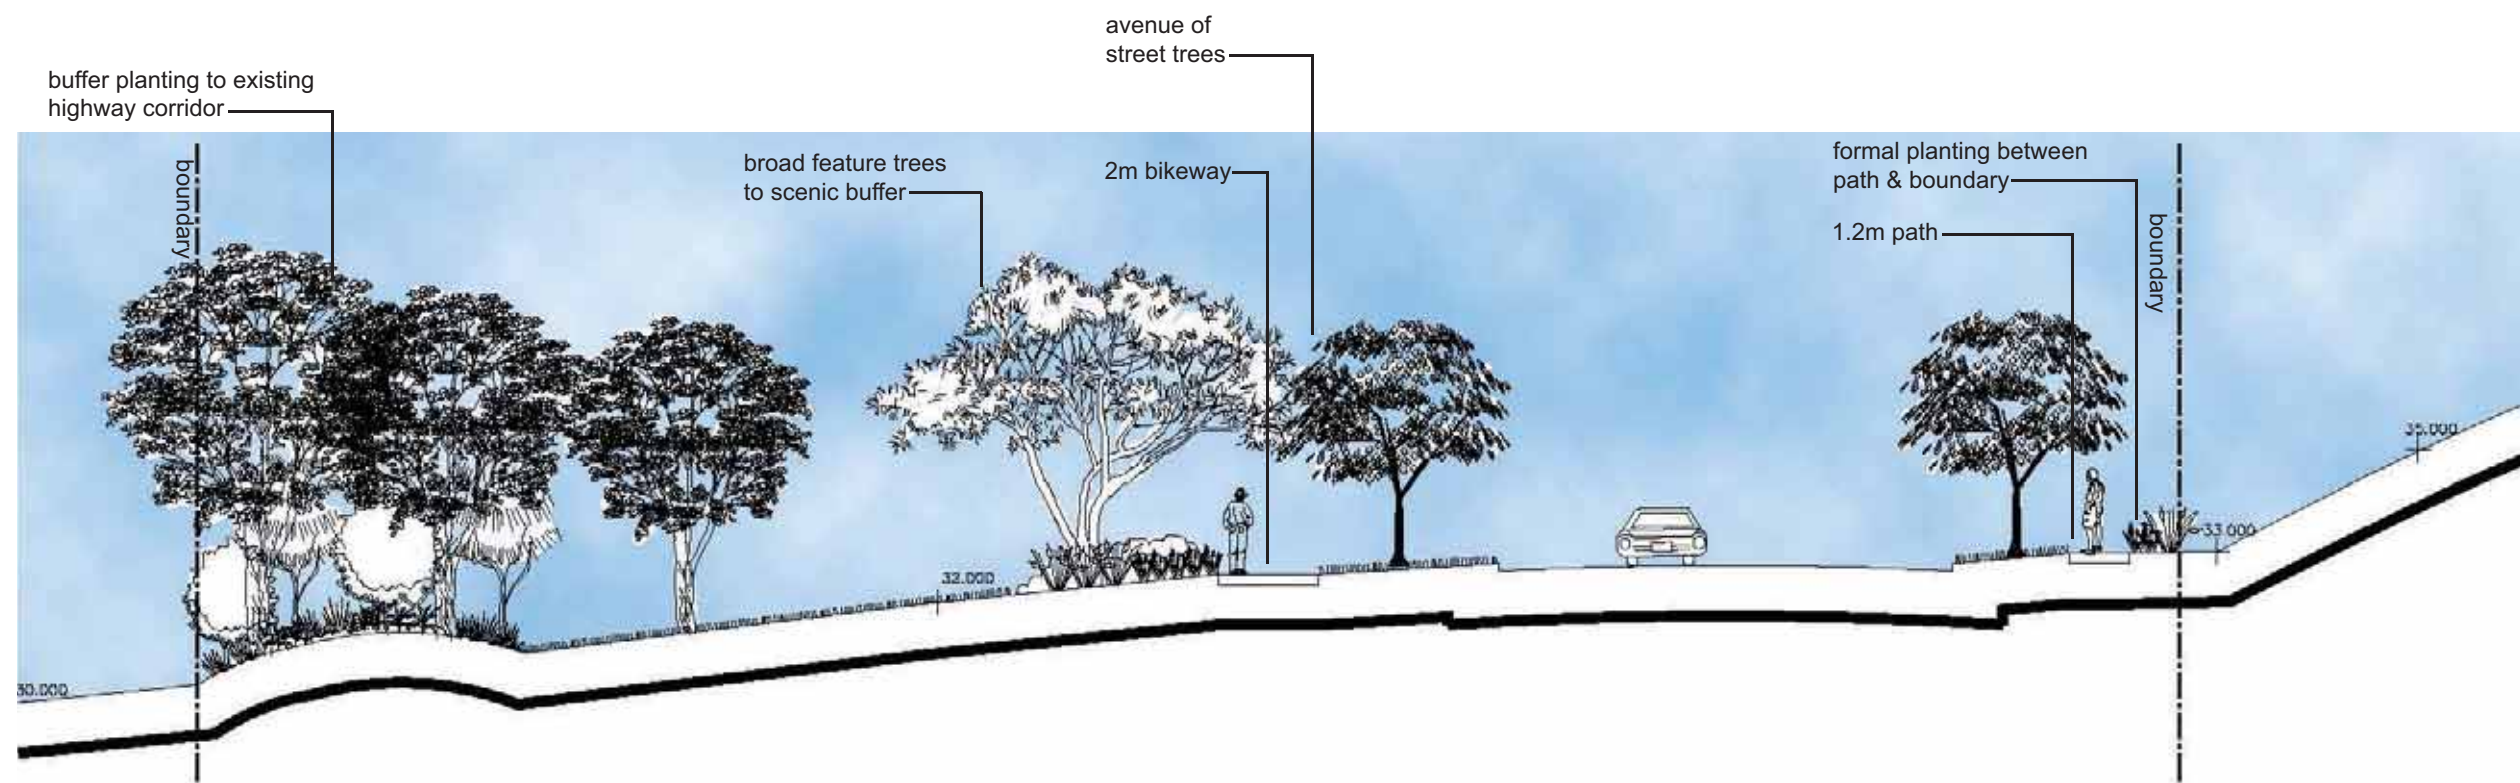 avenue of
street trees
buffer planting to existing
highway corridor
boundary
broad feature trees
to scenic buffer
2m bikeway
formal planting between
path & boundary
1.2m path
boundary
35.000
33.000
32.000
30.000